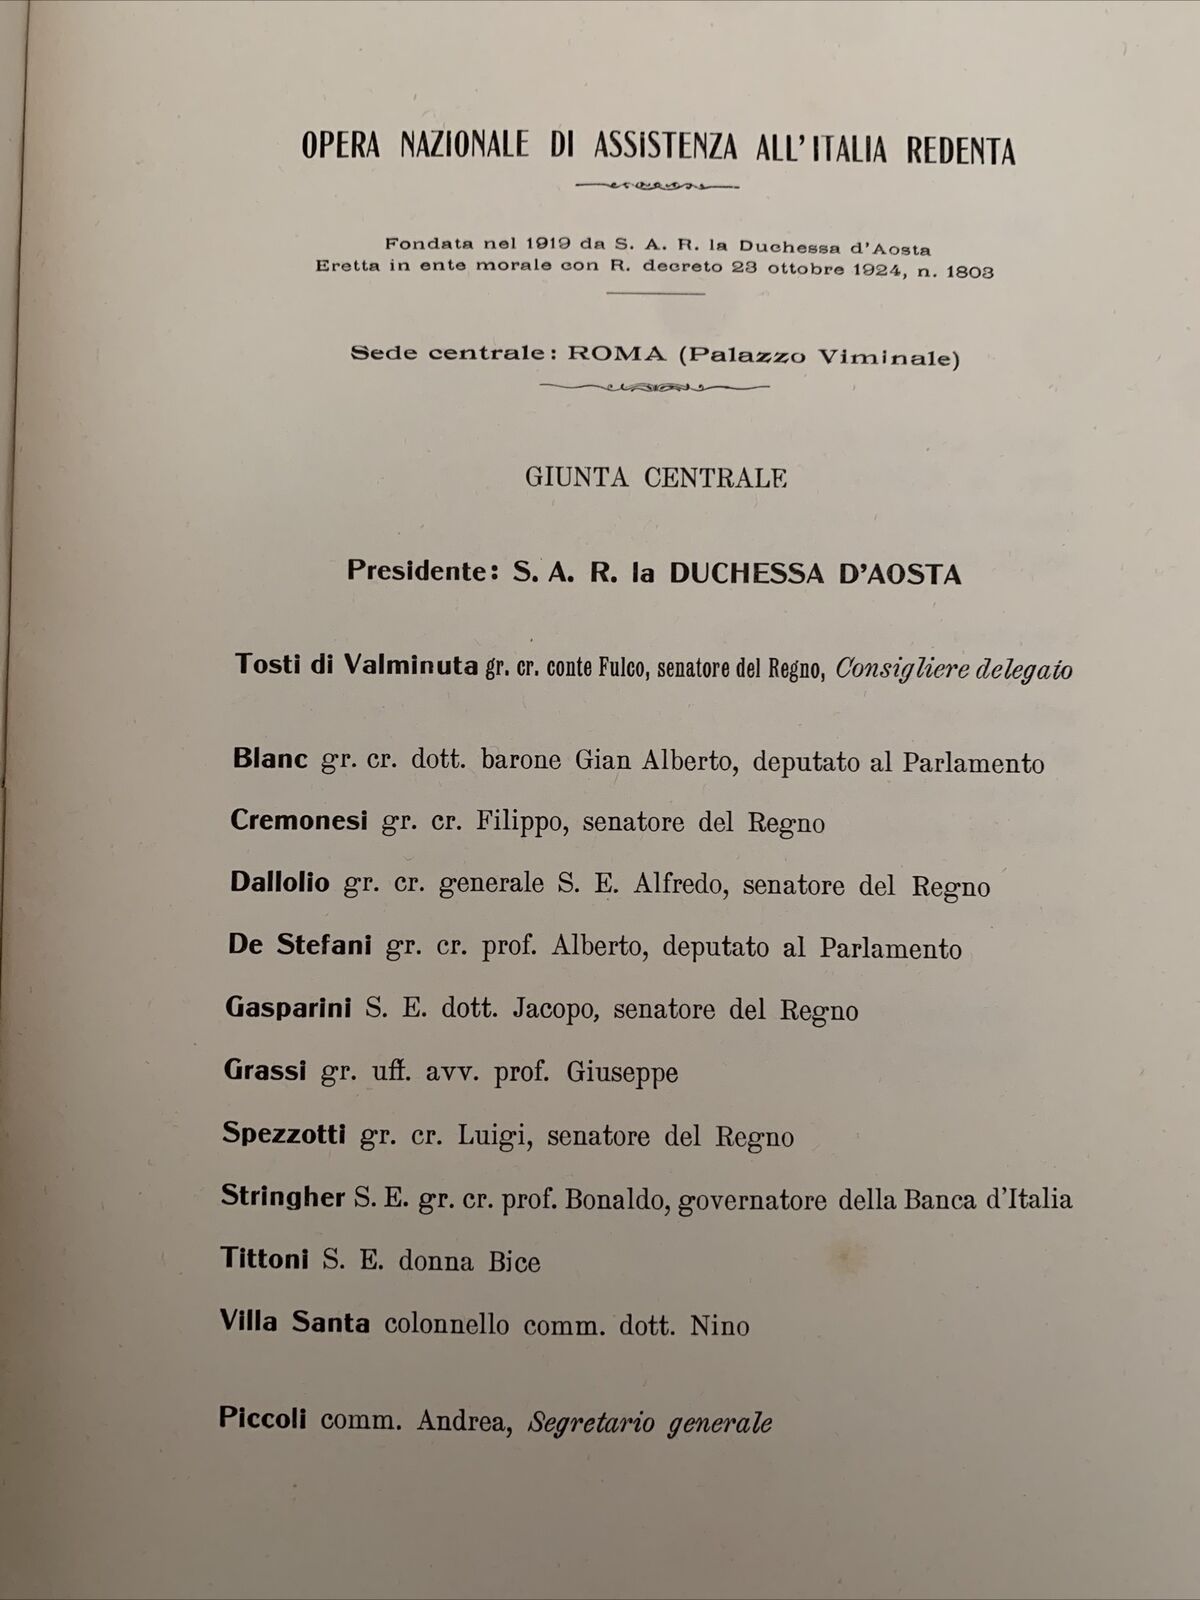 OPERA NAZIONALE DI ASSISTENZA ALL'ITALIA REDENTA
Fondata nel 1919 da S. A. R. la Duchessa d'Aosta
Eretta in ente morale con R. decreto 23 ottobre 1924, n. 1803
Sede centrale: ROMA (Palazzo Viminale)
GIUNTA CENTRALE
Presidente: S. A. R. la DUCHESSA D'AOSTA
Tosti di Valminuta gr. cr. conte Fulco, senatore del Regno, Consigliere delegato
Blanc gr. cr. dott. barone Gian Alberto, deputato al Parlamento
Cremonesi gr. cr. Filippo, senatore del Regno
Dallolio gr. cr. generale S. E. Alfredo, senatore del Regno
De Stefani gr. cr. prof. Alberto, deputato al Parlamento
Gasparini S. E. dott. Jacopo, senatore del Regno
Grassi gr. uff. avv. prof. Giuseppe
Spezzotti gr. cr. Luigi, senatore del Regno
Stringher S. E. gr. cr. prof. Bonaldo, governatore della Banca d'Italia
Tittoni S. E. donna Bice
Villa Santa colonnello comm. dott. Nino
Piccoli comm. Andrea, Segretario generale